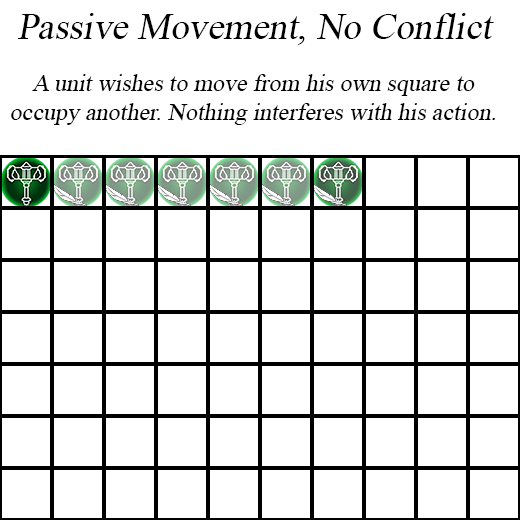 Passive Movement, No Conflict
A unit wishes to move from his own square to
occupy another. Nothing interferes with his action.